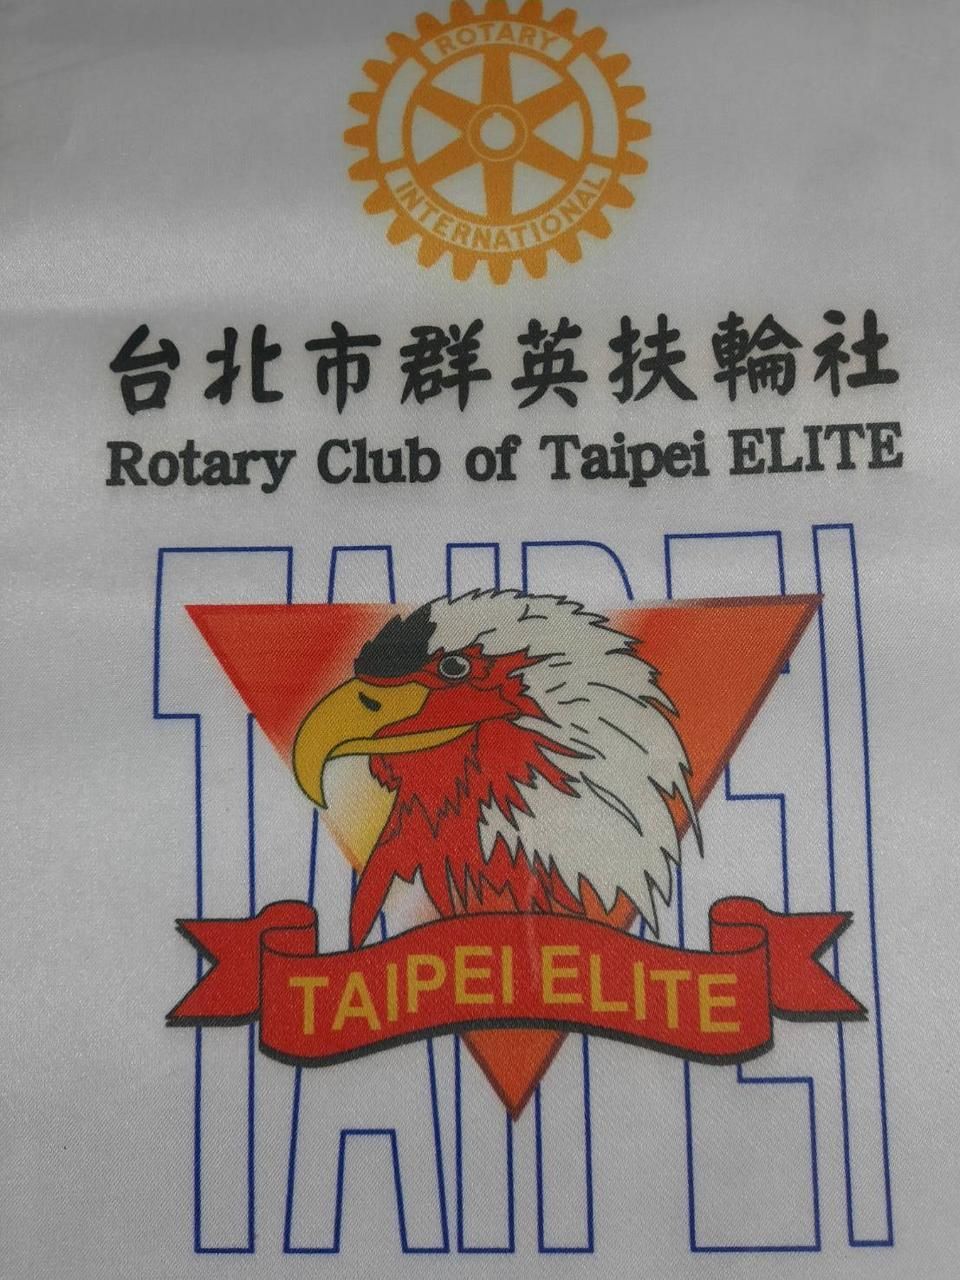 ROTARY
INTERNATIONAL
台北市群英扶輪社
Rotary Club of Taipei ELITE
TAIPEI
TAIPEI ELITE